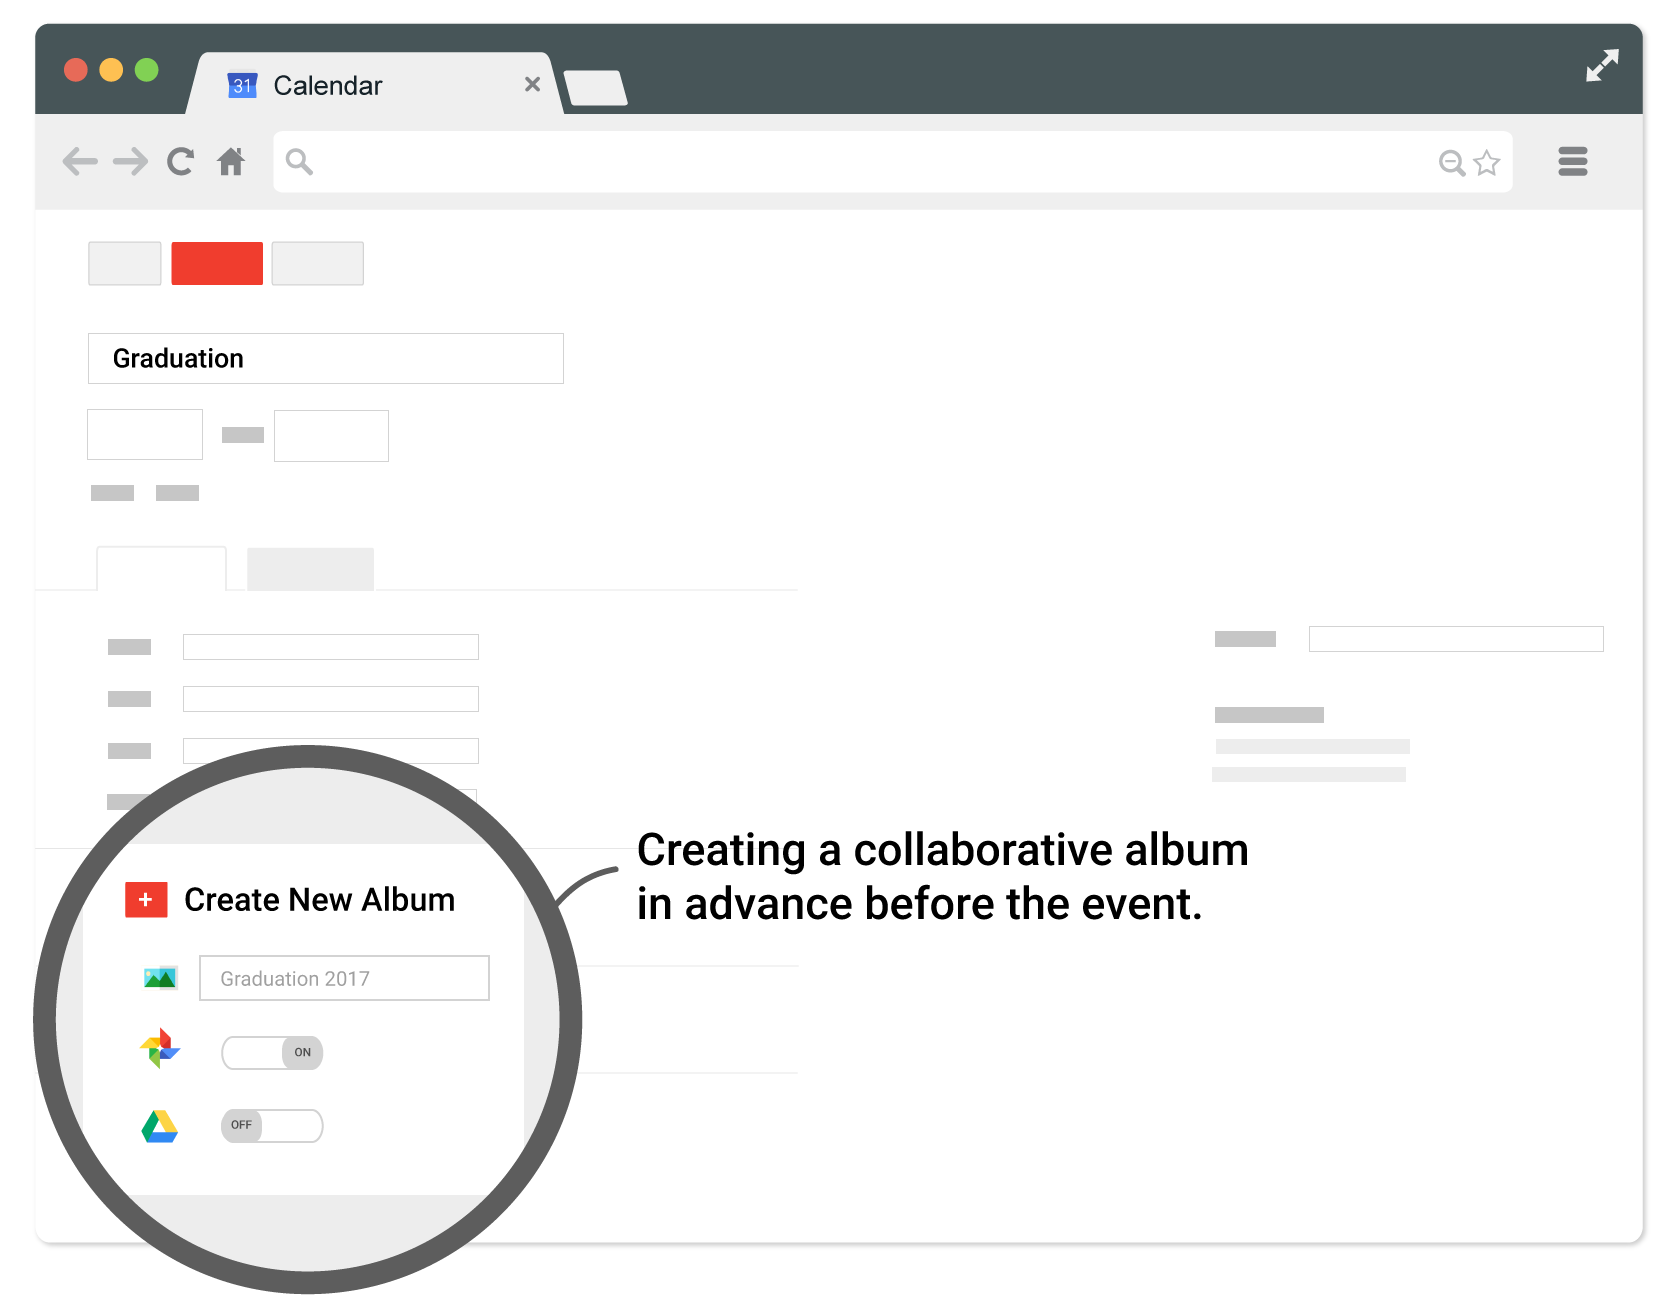 31 Calendar
Graduation
Creating a collaborative album
in advance before the event.
+ Create New Album
Graduation 2017
ON
OFF